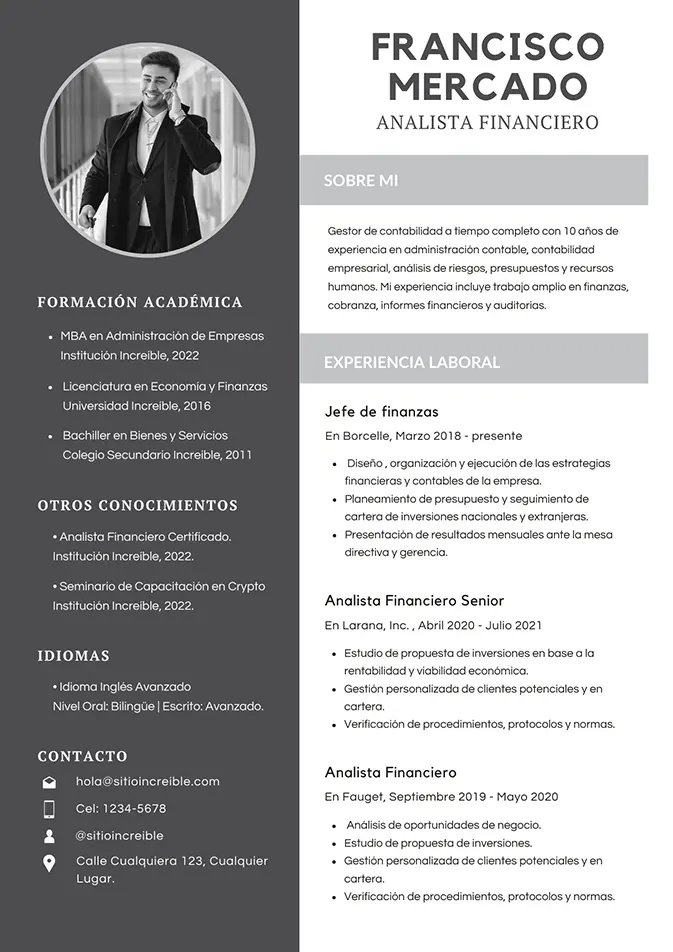 FRANCISCO
MERCADO
ANALISTA FINANCIERO
SOBRE MI
Gestor de contabilidad a tiempo completo con 10 años de
experiencia en administración contable, contabilidad
empresarial, análisis de riesgos, presupuestos y recursos
humanos. Mi experiencia incluye trabajo amplio en finanzas,
cobranza, informes financieros y auditorias.
EXPERIENCIA LABORAL
Jefe de finanzas
En Borcelle, Marzo 2018 - presente
• Diseño , organización y ejecución de las estrategias
financieras y contables de la empresa.
• Planeamiento de presupuesto y seguimiento de
cartera de inversiones nacionales y extranjeras.
• Presentación de resultados mensuales ante la mesa
directiva y gerencia.
Analista Financiero Senior
En Larana, Inc. , Abril 2020 - Julio 2021
• Estudio de propuesta de inversiones en base a la
rentabilidad y viabilidad económica.
• Gestión personalizada de clientes potenciales y en
cartera.
• Verificación de procedimientos, protocolos y normas.
Analista Financiero
En Fauget, Septiembre 2019 - Mayo 2020
• Análisis de oportunidades de negocio.
• Estudio de propuesta de inversiones.
• Gestión personalizada de clientes potenciales y en
cartera.
• Verificación de procedimientos, protocolos y normas.
FORMACIÓN ACADÉMICA
• MBA en Administración de Empresas
Institución Increíble, 2022
• Licenciatura en Economía y Finanzas
Universidad Increíble, 2016
• Bachiller en Bienes y Servicios
Colegio Secundario Increíble, 2011
OTROS CONOCIMIENTOS
• Analista Financiero Certificado.
Institución Increíble, 2022.
• Seminario de Capacitación en Crypto
Institución Increíble, 2022.
IDIOMAS
• Idioma Inglés Avanzado
Nivel Oral: Bilingüe | Escrito: Avanzado.
CONTACTO
hola@sitioincreíble.com
Cel: 1234-5678
@sitioincreible
Calle Cualquiera 123, Cualquier
Lugar.